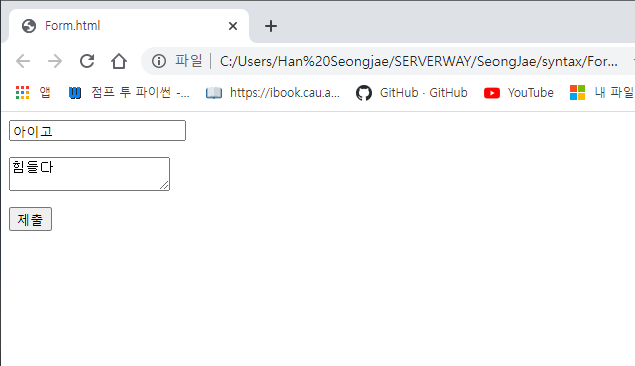 Form.html
파일 C:/Users/Han%20Seongjae/SERVERWAY/SeongJae/syntax/For...
앱 점프 투 파이썬 -... https://ibook.cau.a... GitHub · GitHub YouTube 내 파일
아이고
힘들다
제출